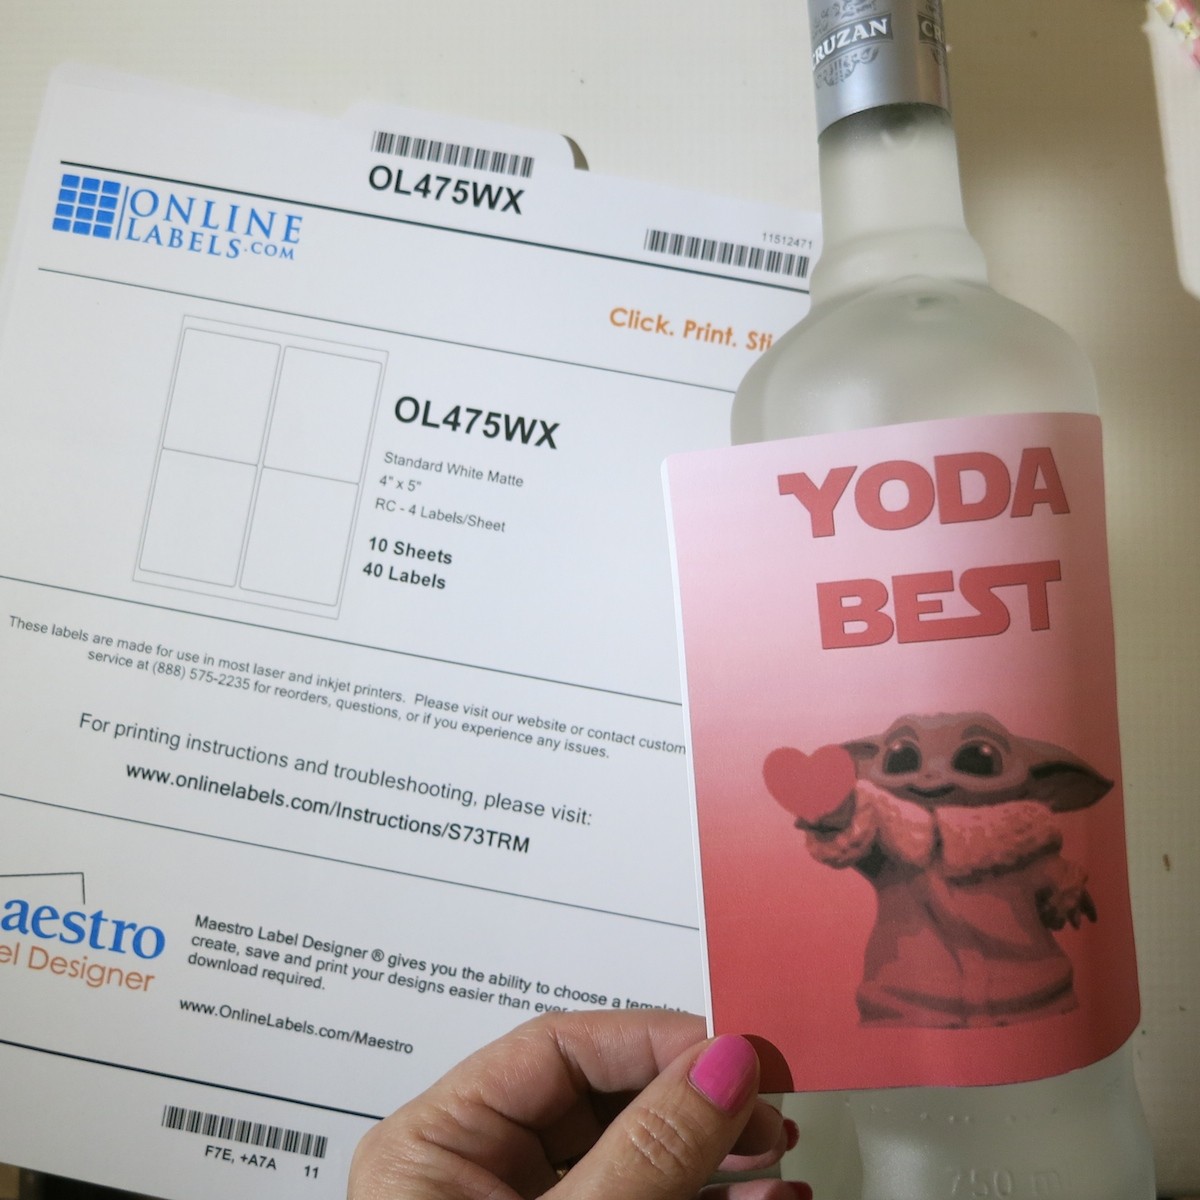 CRUZAN
OL475WX
ONLINE
LABELS.COM
11512471
Click. Print.
OL475WX
Standard White Matte
4" x 5"
RC - 4 Labels/Sheet
10 Sheets
40 Labels
These labels are made for use in most laser and inkjet printers. Please visit our website or contact custom
service at (888) 575-2235 for reorders, questions, or if you experience any issues.
For printing instructions and troubleshooting, please visit:
www.onlinelabels.com/Instructions/S73TRM
aestro
el Designer
Maestro Label Designer ® gives you the ability to choose a template
create, save and print your designs easier than ever
download required.
www.OnlineLabels.com/Maestro
F7E, +A7A 11
YODA
BEST
750 m